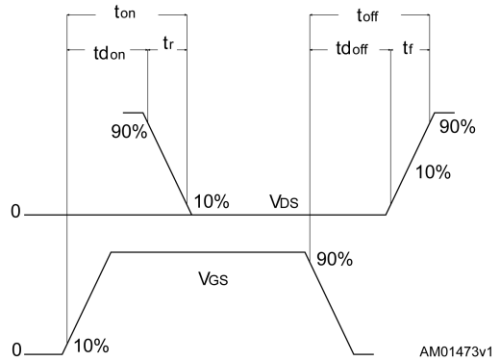 ton toff
tdon tr tdoff tf
90% 90%
10% 10%
0 VDS
VGS 90%
0 10%
AM01473v1